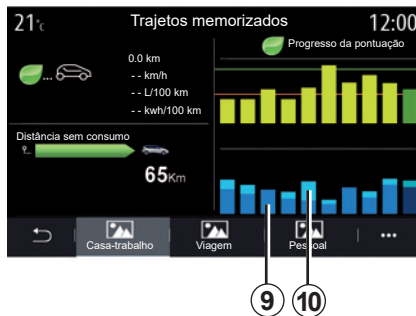 21°c
Trajetos memorizados
12:00
Progresso da pontuação
0.0 km
- - km/h
- - L/100 km
- - kwh/100 km
Distância sem consumo
65Km
Casa-trabalho
Viagem
Pessoal
9
10